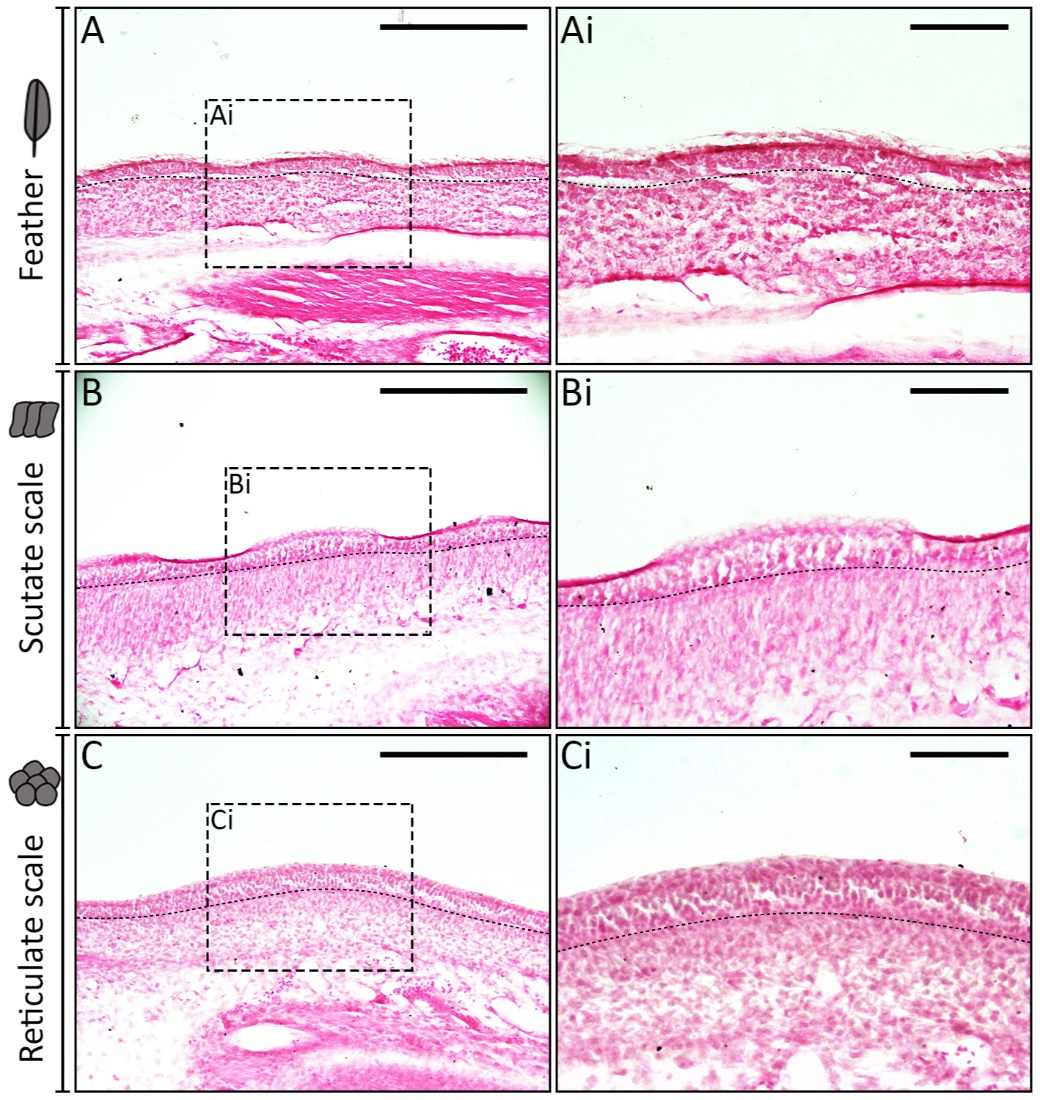 Feather
A
Ai
Ai
Scutate scale
B
Bi
Bi
Reticulate scale
C
Ci
Ci